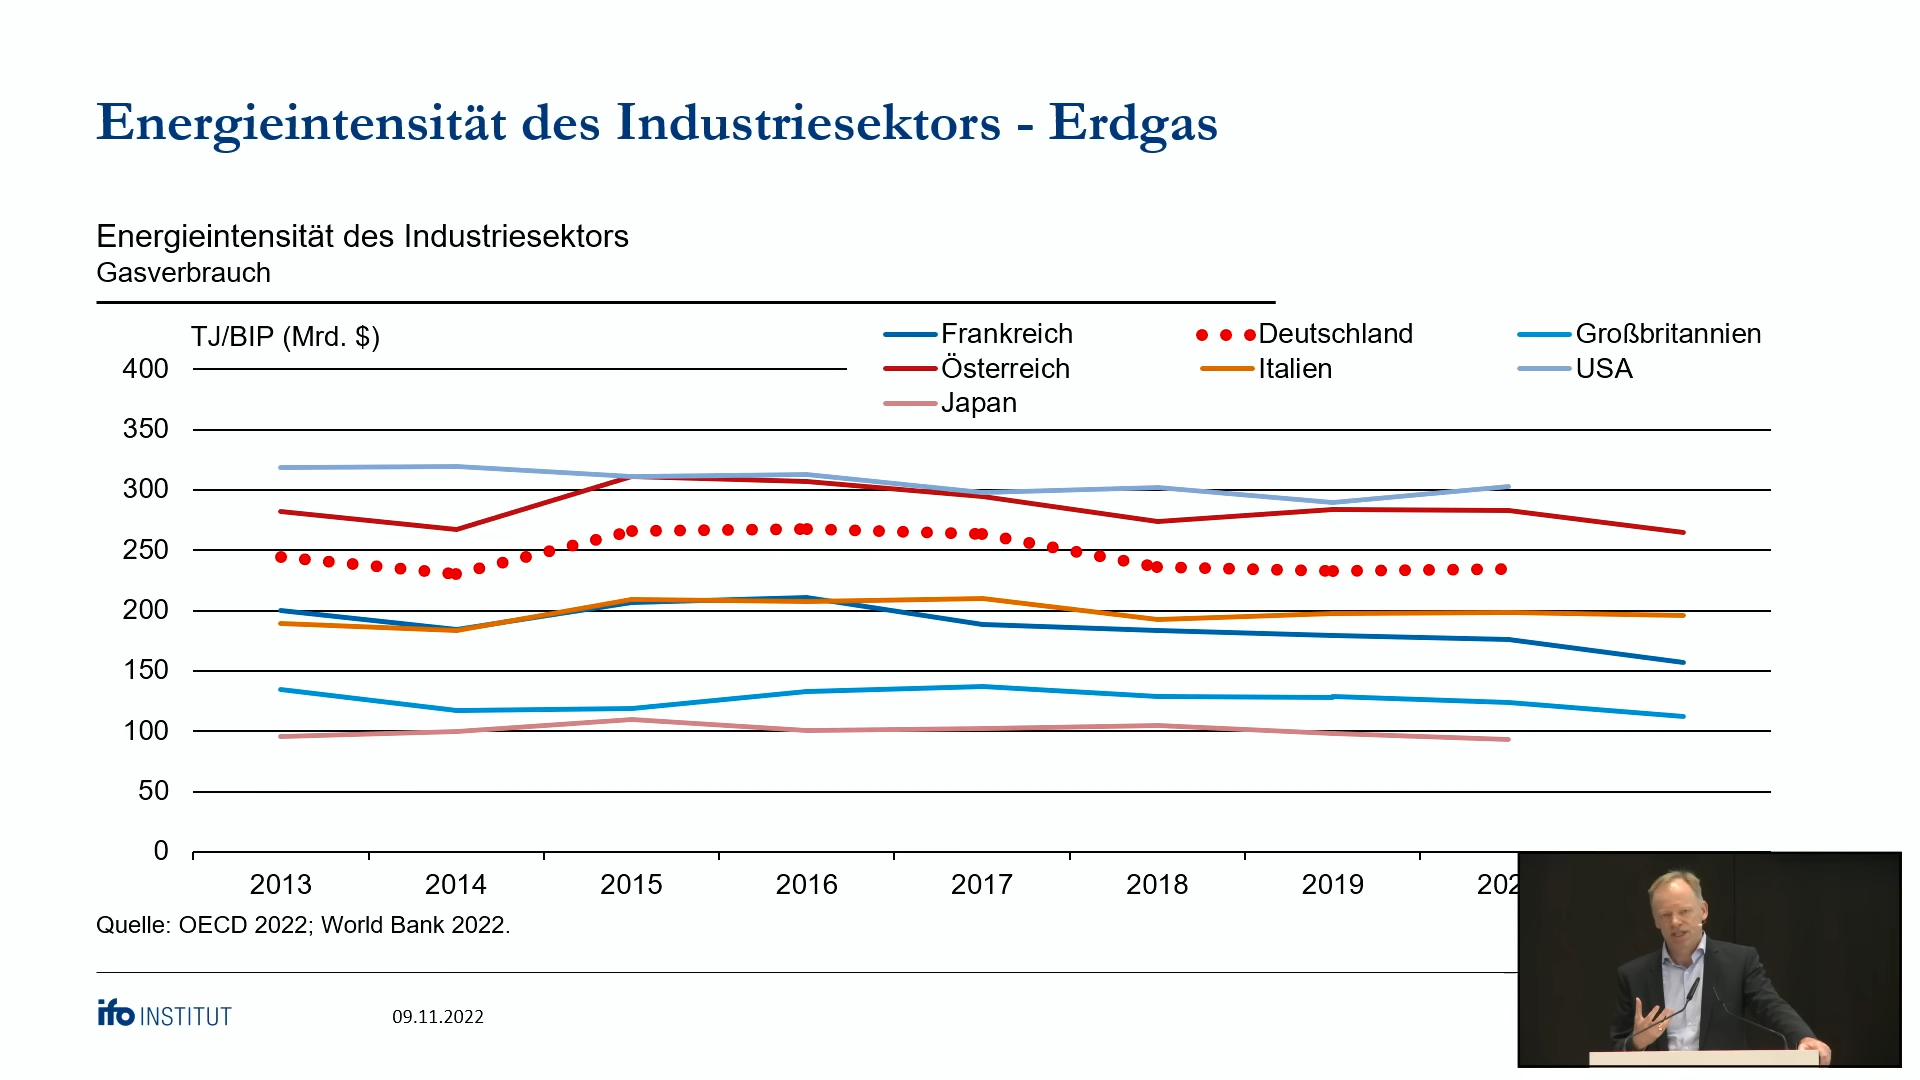 Energieintensität des Industriesektors - Erdgas
Energieintensität des Industriesektors
Gasverbrauch
TJ/BIP (Mrd. $)
Frankreich Deutschland Großbritannien
Österreich Italien USA
Japan
400
350
300
250
200
150
100
50
0
2013 2014 2015 2016 2017 2018 2019
Quelle: OECD 2022; World Bank 2022.
ifo INSTITUT
09.11.2022